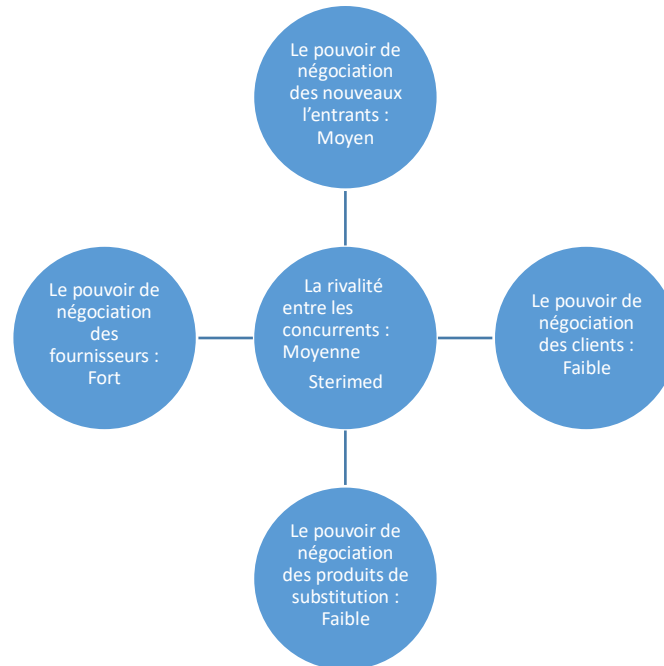 Le pouvoir de
négociation
des nouveaux
l’entrants :
Moyen
Le pouvoir de
négociation
des
fournisseurs :
Fort
La rivalité
entre les
concurrents :
Moyenne
Sterimed
Le pouvoir de
négociation
des clients :
Faible
Le pouvoir de
négociation
des produits de
substitution :
Faible